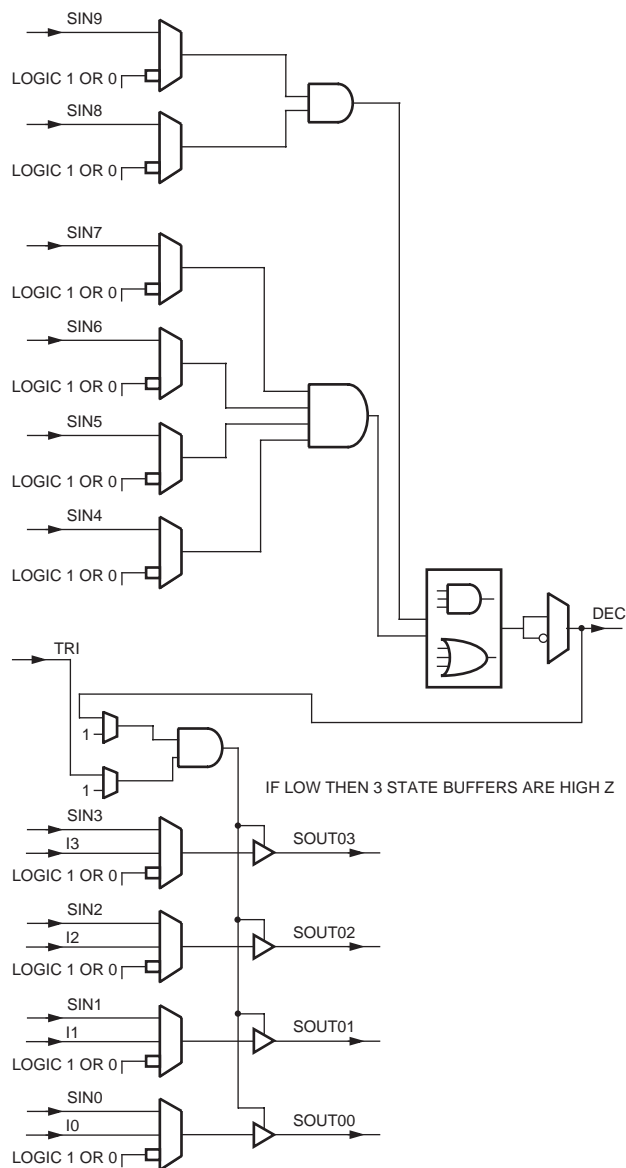 SIN9
LOGIC 1 OR 0
SIN8
LOGIC 1 OR 0
SIN7
LOGIC 1 OR 0
SIN6
LOGIC 1 OR 0
SIN5
LOGIC 1 OR 0
SIN4
LOGIC 1 OR 0
DEC
TRI
1
1
IF LOW THEN 3 STATE BUFFERS ARE HIGH Z
SIN3
I3
LOGIC 1 OR 0
SOUT03
SIN2
I2
LOGIC 1 OR 0
SOUT02
SIN1
I1
LOGIC 1 OR 0
SOUT01
SIN0
I0
LOGIC 1 OR 0
SOUT00